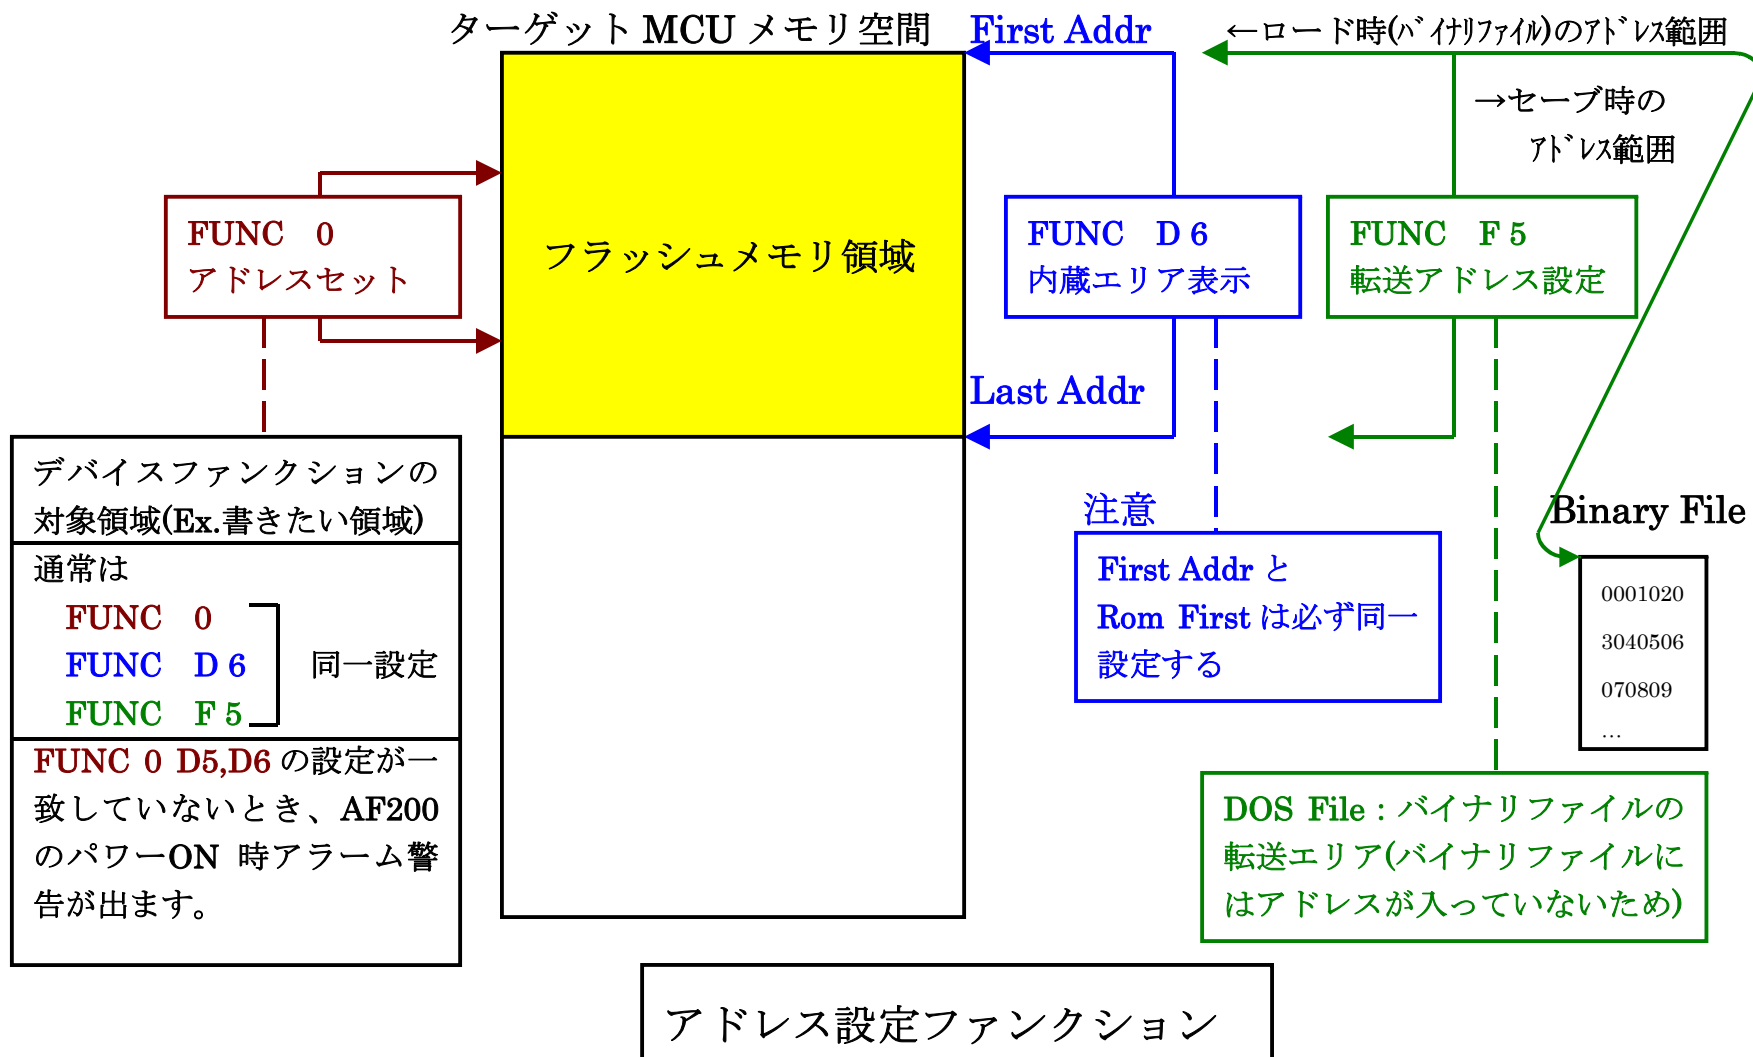 ターゲット MCU メモリ空間
First Addr
←ロード時(ﾊﾞｲﾅﾘﾌｧｲﾙ)のｱﾄﾞﾚｽ範囲
→セーブ時の
ｱﾄﾞﾚｽ範囲
FUNC 0
アドレスセット
フラッシュメモリ領域
FUNC D 6
内蔵エリア表示
FUNC F 5
転送アドレス設定
Last Addr
デバイスファンクションの
対象領域(Ex.書きたい領域)
通常は
FUNC 0
FUNC D 6
同一設定
FUNC F 5
FUNC 0 D5,D6 の設定が一
致していないとき、AF200
のパワーON 時アラーム警
告が出ます。
注意
First Addr と
Rom First は必ず同一
設定する
Binary File
0001020
3040506
070809
…
DOS File : バイナリファイルの
転送エリア(バイナリファイルに
はアドレスが入っていないため)
アドレス設定ファンクション